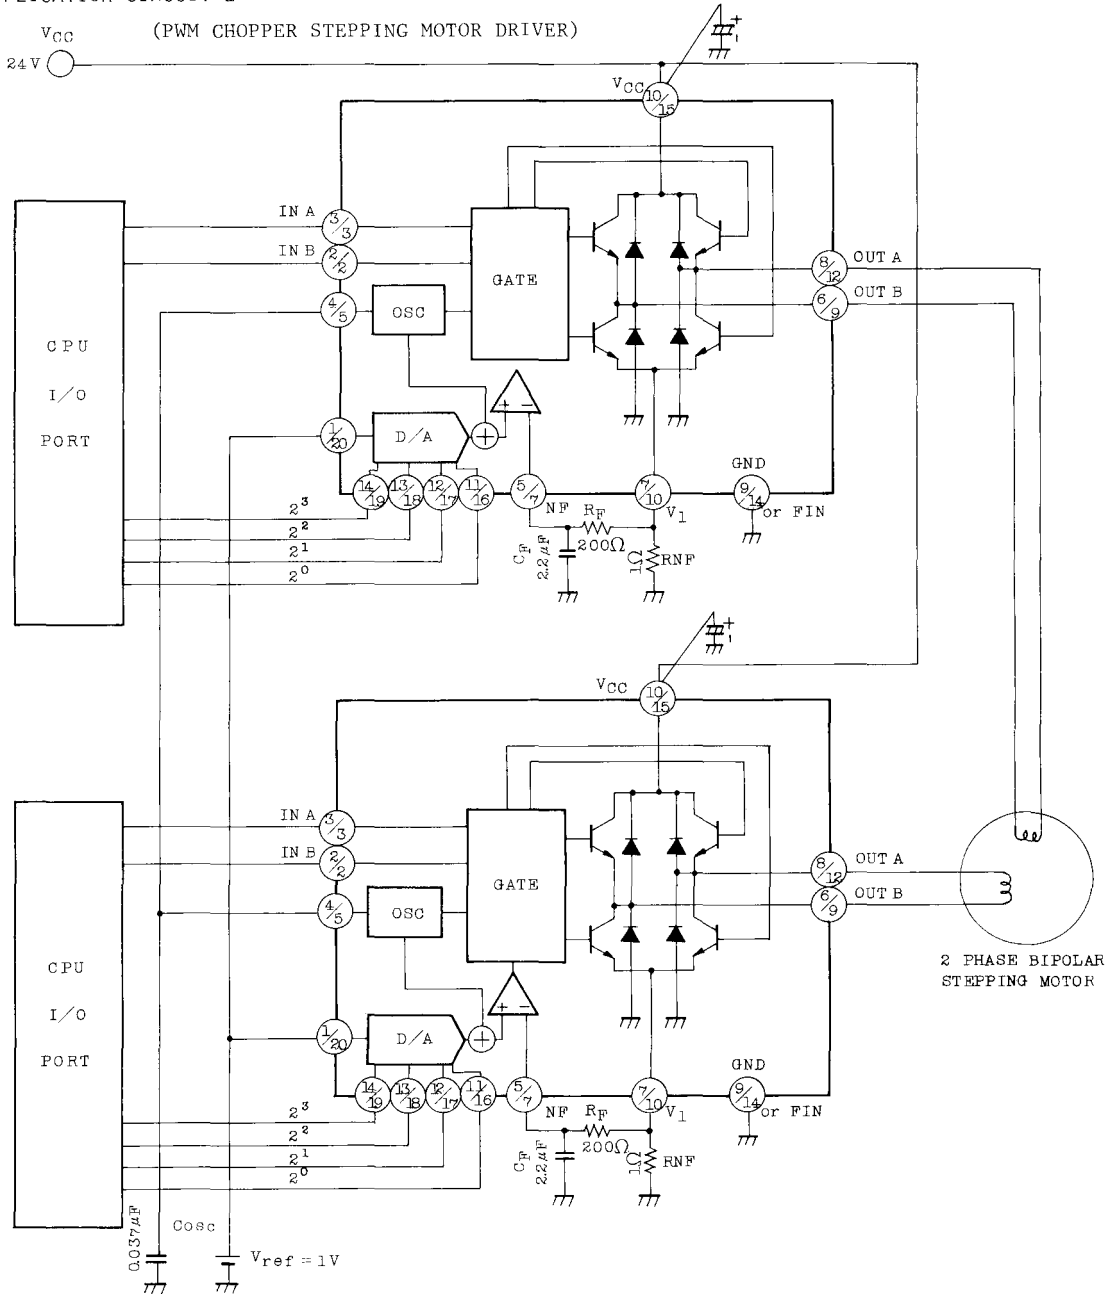 (PWM CHOPPER STEPPING MOTOR DRIVER)
VCC
24V
+
-
VCC
10/15
CPU
I/O
PORT
IN A
3/3
IN B
2/2
4/5
OSC
GATE
8/12
OUT A
6/9
OUT B
+ -
1/20
D/A
+
14/19
13/18
12/17
11/16
5/7
NF
7/10
V1
GND
9/14
or FIN
2³
2²
2¹
2⁰
RF
200Ω
CF
2.2μF
1Ω
RNF
+
-
VCC
10/15
CPU
I/O
PORT
IN A
3/3
IN B
2/2
4/5
OSC
GATE
8/12
OUT A
6/9
OUT B
2 PHASE BIPOLAR
STEPPING MOTOR
+ -
1/20
D/A
+
14/19
13/18
12/17
11/16
5/7
NF
7/10
V1
GND
9/14
or FIN
2³
2²
2¹
2⁰
RF
200Ω
CF
2.2μF
1Ω
RNF
0.037μF
Cosc
Vref = 1V